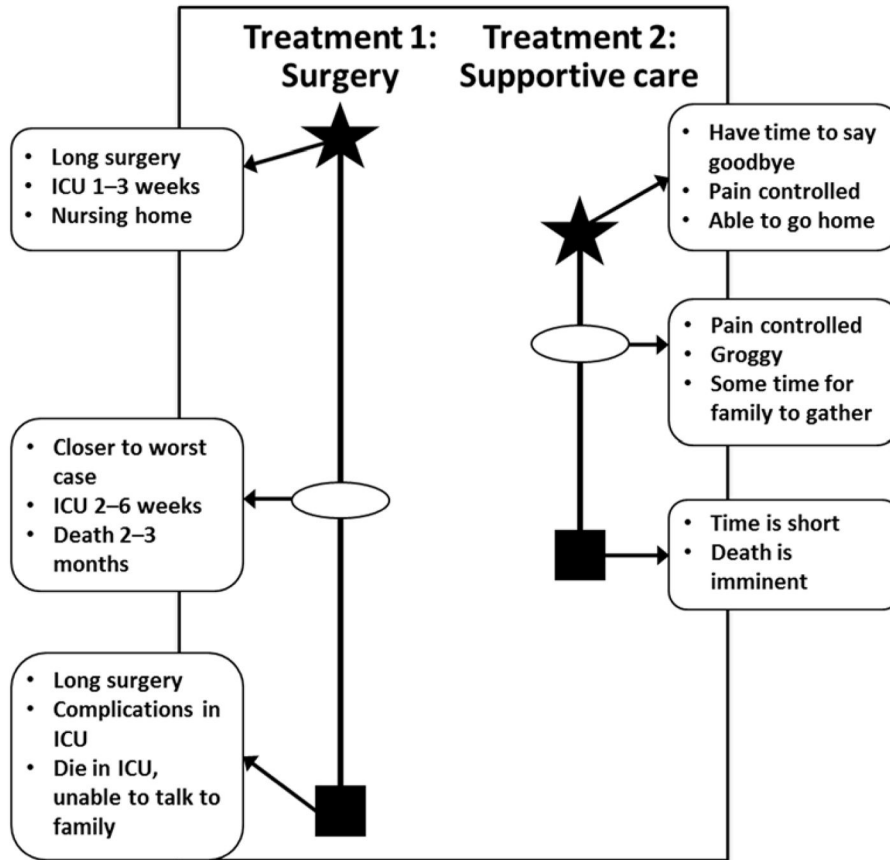 Treatment 1:
Surgery
Treatment 2:
Supportive care
• Long surgery
• ICU 1–3 weeks
• Nursing home
• Closer to worst
case
• ICU 2–6 weeks
• Death 2–3
months
• Long surgery
• Complications in
ICU
• Die in ICU,
unable to talk to
family
• Have time to say
goodbye
• Pain controlled
• Able to go home
• Pain controlled
• Groggy
• Some time for
family to gather
• Time is short
• Death is
imminent